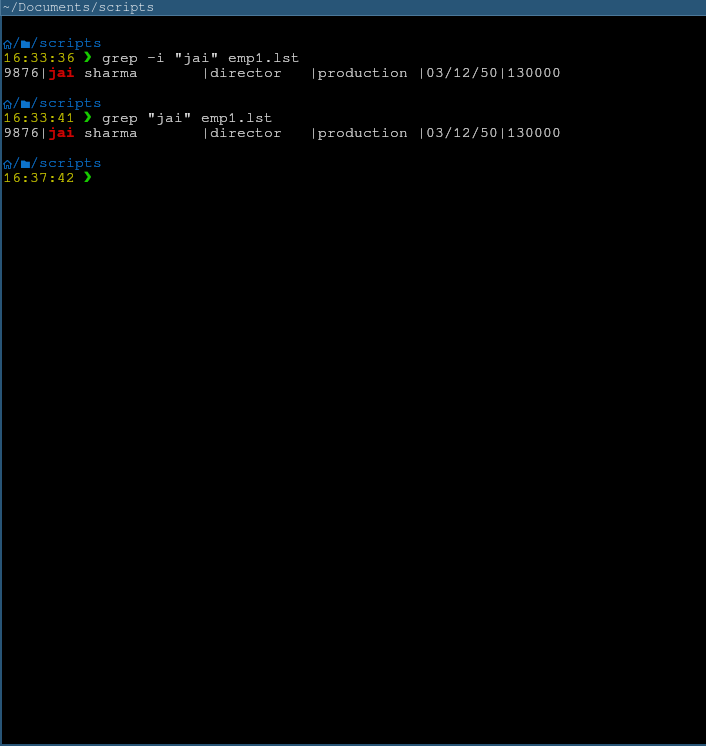 ~/Documents/scripts
/scripts
16:33:36 ❯ grep -i "jai" emp1.lst
9876|jai sharma       |director   |production |03/12/50|130000
/scripts
16:33:41 ❯ grep "jai" emp1.lst
9876|jai sharma       |director   |production |03/12/50|130000
/scripts
16:37:42 ❯